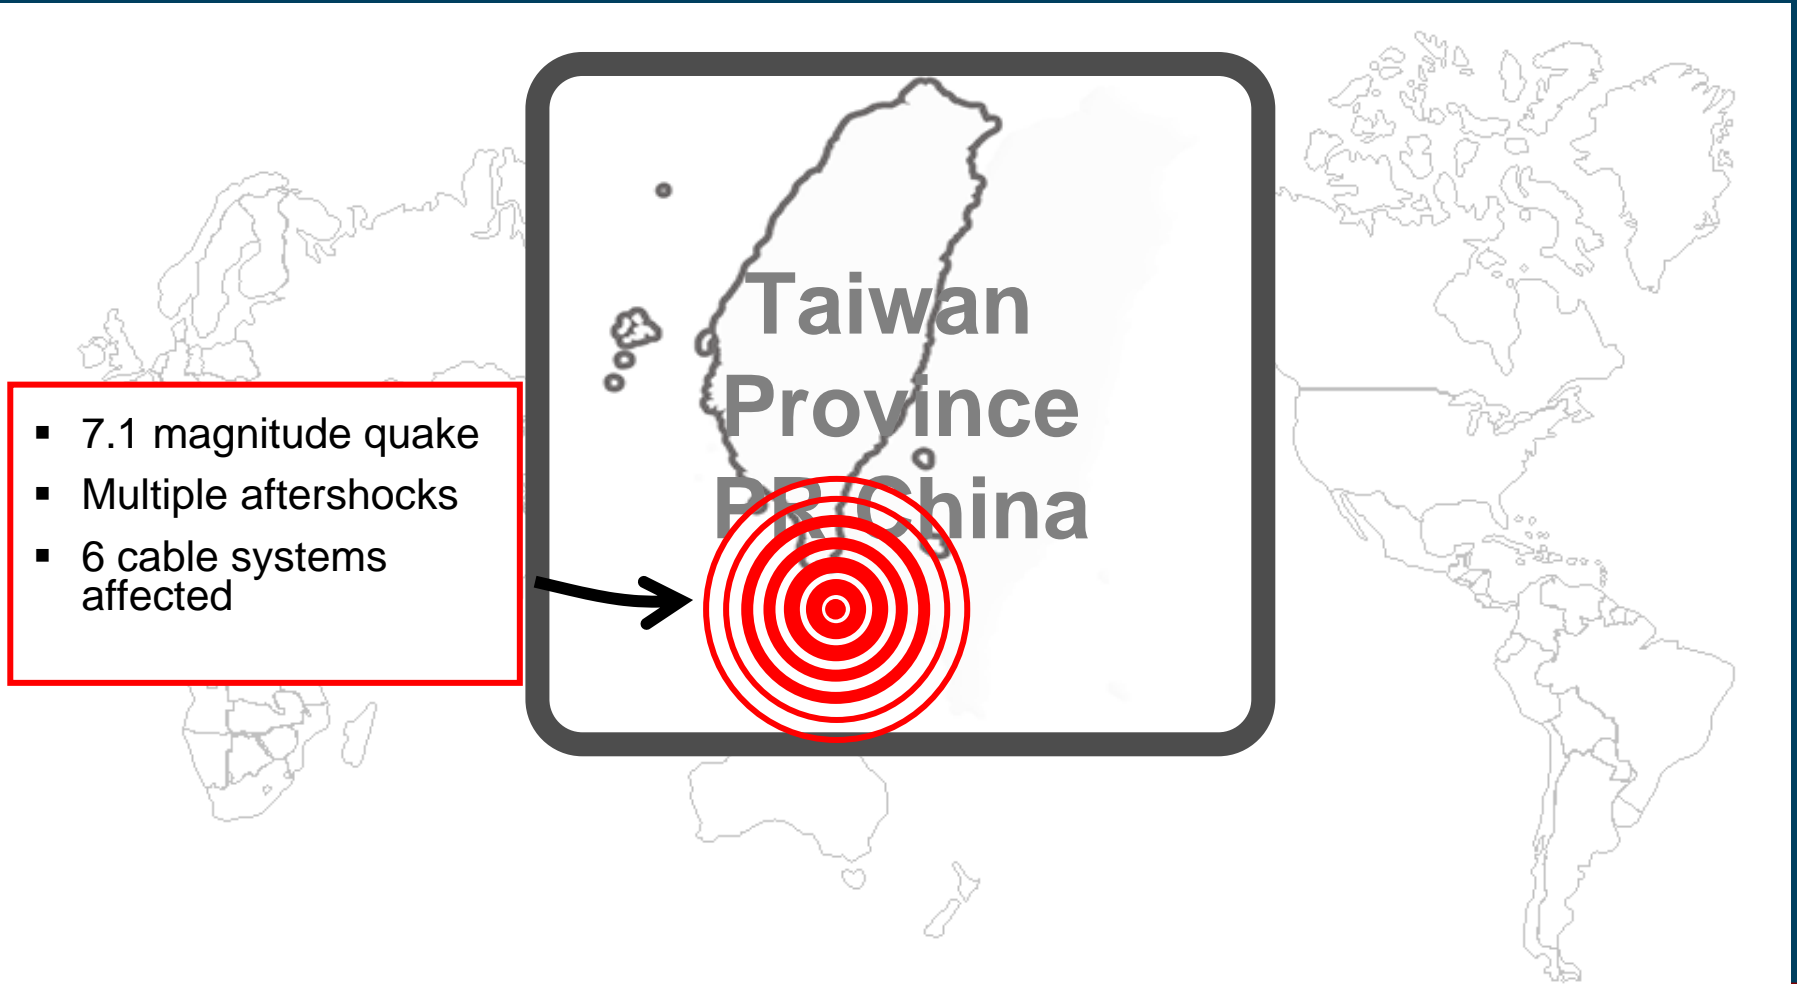 Taiwan
Province
PR China
▪ 7.1 magnitude quake
▪ Multiple aftershocks
▪ 6 cable systems
affected